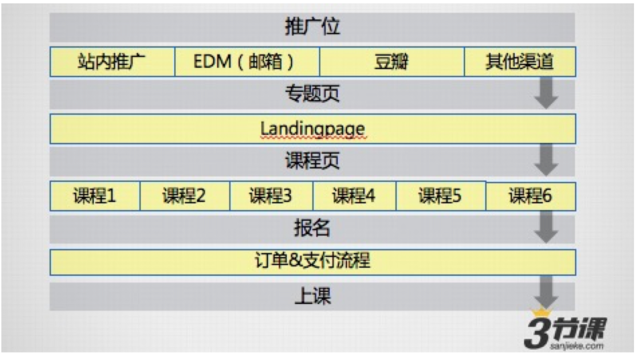 推广位
站内推广 EDM（邮箱） 豆瓣 其他渠道
专题页
Landingpage
课程页
课程1 课程2 课程3 课程4 课程5 课程6
报名
订单&支付流程
上课
3节课
sanjieke.com